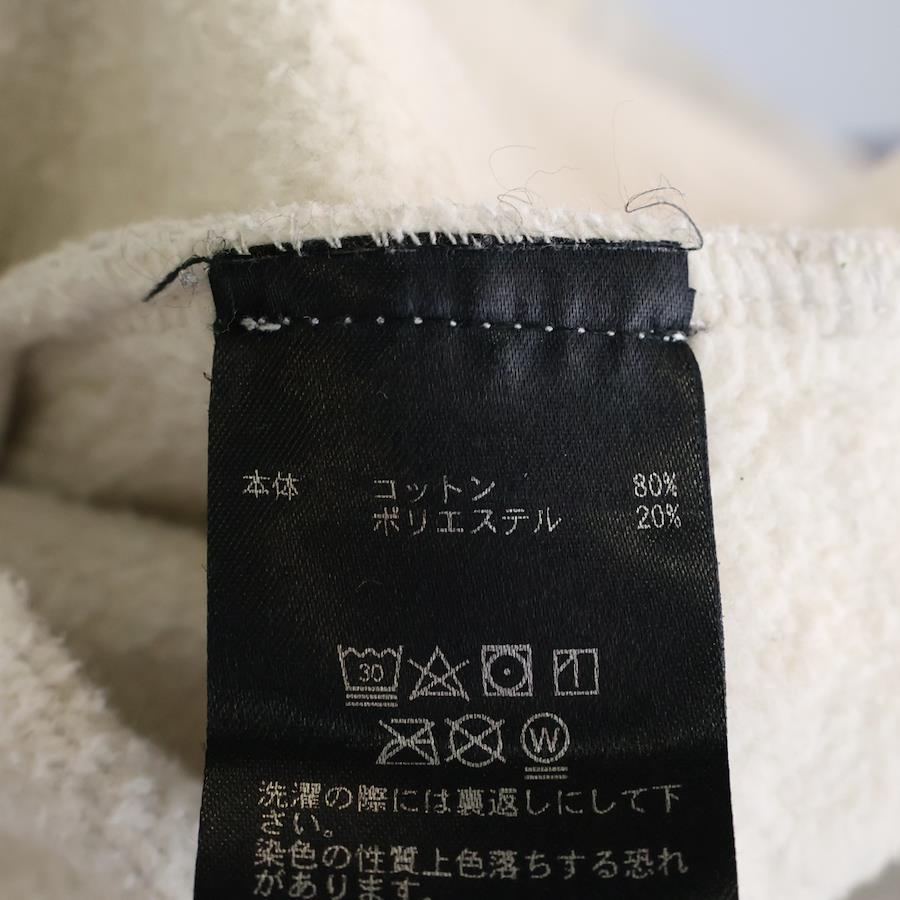 本体 コットン 80%
ポリエステル 20%
30
W
洗濯の際には裏返しにして下
さい。
染色の性質上色落ちする恐れ
があります。